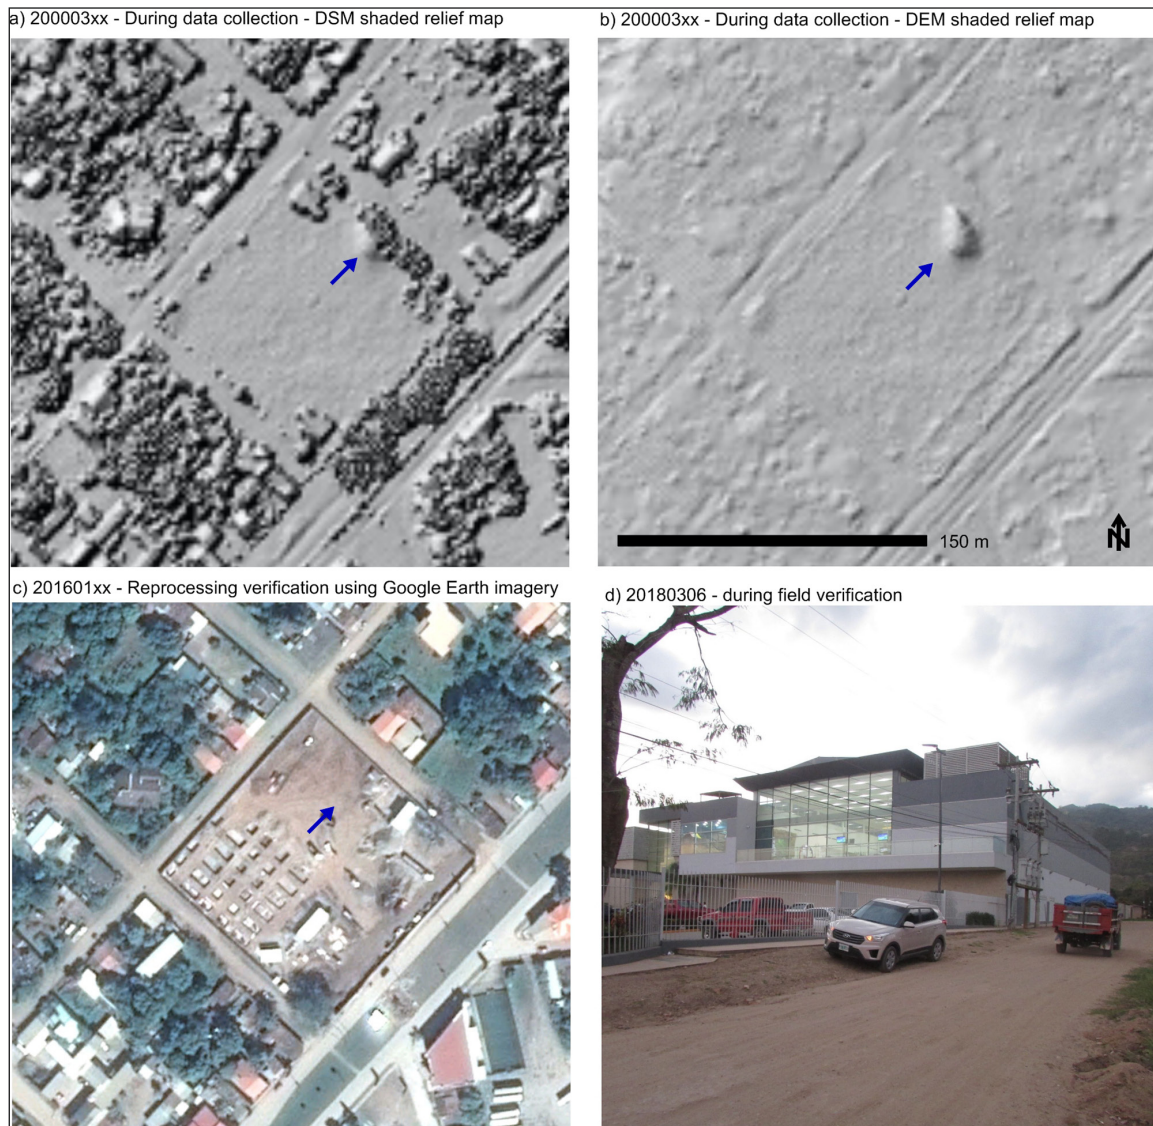 a) 200003xx - During data collection - DSM shaded relief map
b) 200003xx - During data collection - DEM shaded relief map
150 m
N
c) 201601xx - Reprocessing verification using Google Earth imagery
d) 20180306 - during field verification